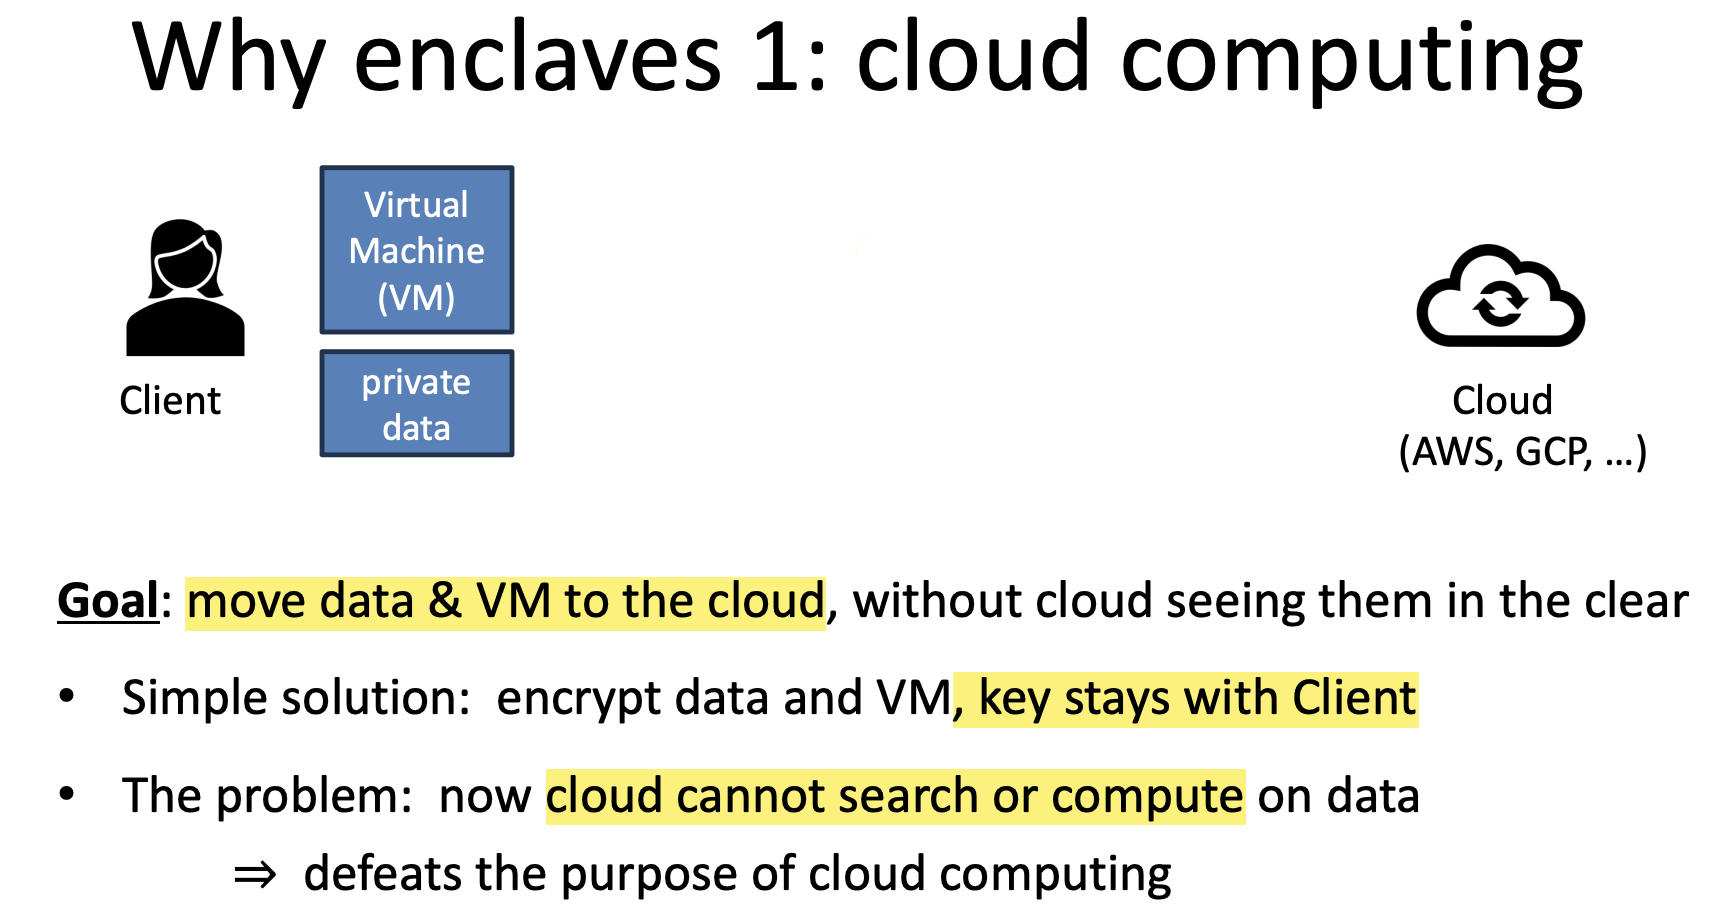 Why enclaves 1: cloud computing
Virtual
Machine
(VM)
private
data
Client
Cloud
(AWS, GCP, ...)
Goal: move data & VM to the cloud, without cloud seeing them in the clear
• Simple solution: encrypt data and VM, key stays with Client
• The problem: now cloud cannot search or compute on data
⇒ defeats the purpose of cloud computing